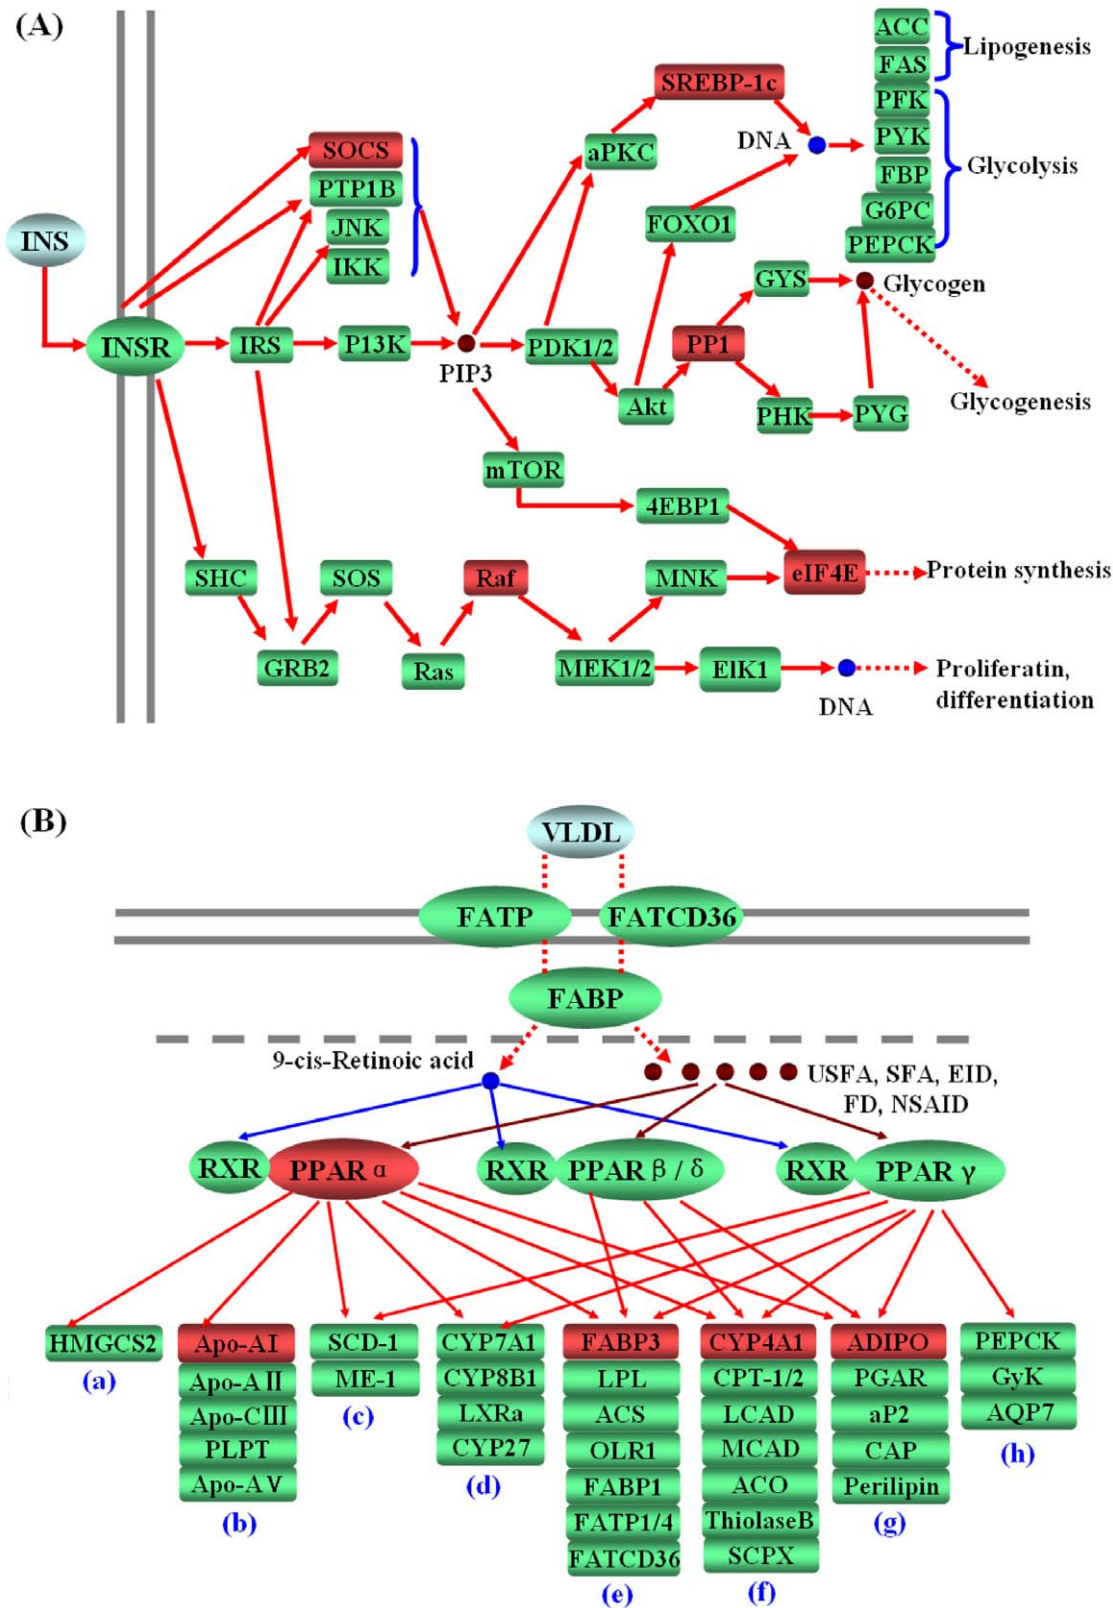 (A)
ACC
Lipogenesis
FAS
SREBP-1c
PFK
DNA
PYK
SOCS
aPKC
Glycolysis
FBP
PTP1B
G6PC
JNK
FOXO1
INS
PEPCK
IKK
GYS
Glycogen
INSR
IRS
P13K
PDK1/2
PP1
PIP3
Akt
Glycogenesis
PHK
PYG
mTOR
4EBP1
SHC
SOS
Raf
MNK
eIF4E
Protein synthesis
GRB2
Ras
MEK1/2
EIK1
Proliferatin,
differentiation
DNA
(B)
VLDL
FATP
FATCD36
FABP
9-cis-Retinoic acid
USFA, SFA, EID,
FD, NSAID
RXR
PPAR α
RXR
PPAR β / δ
RXR
PPAR γ
HMGCS2
(a)
Apo-AI
Apo-AⅡ
Apo-CⅢ
PLPT
Apo-AⅤ
(b)
SCD-1
ME-1
(c)
CYP7A1
CYP8B1
LXRa
CYP27
(d)
FABP3
LPL
ACS
OLR1
FABP1
FATP1/4
FATCD36
(e)
CYP4A1
CPT-1/2
LCAD
MCAD
ACO
ThiolaseB
SCPX
(f)
ADIPO
PGAR
aP2
CAP
Perilipin
(g)
PEPCK
GyK
AQP7
(h)